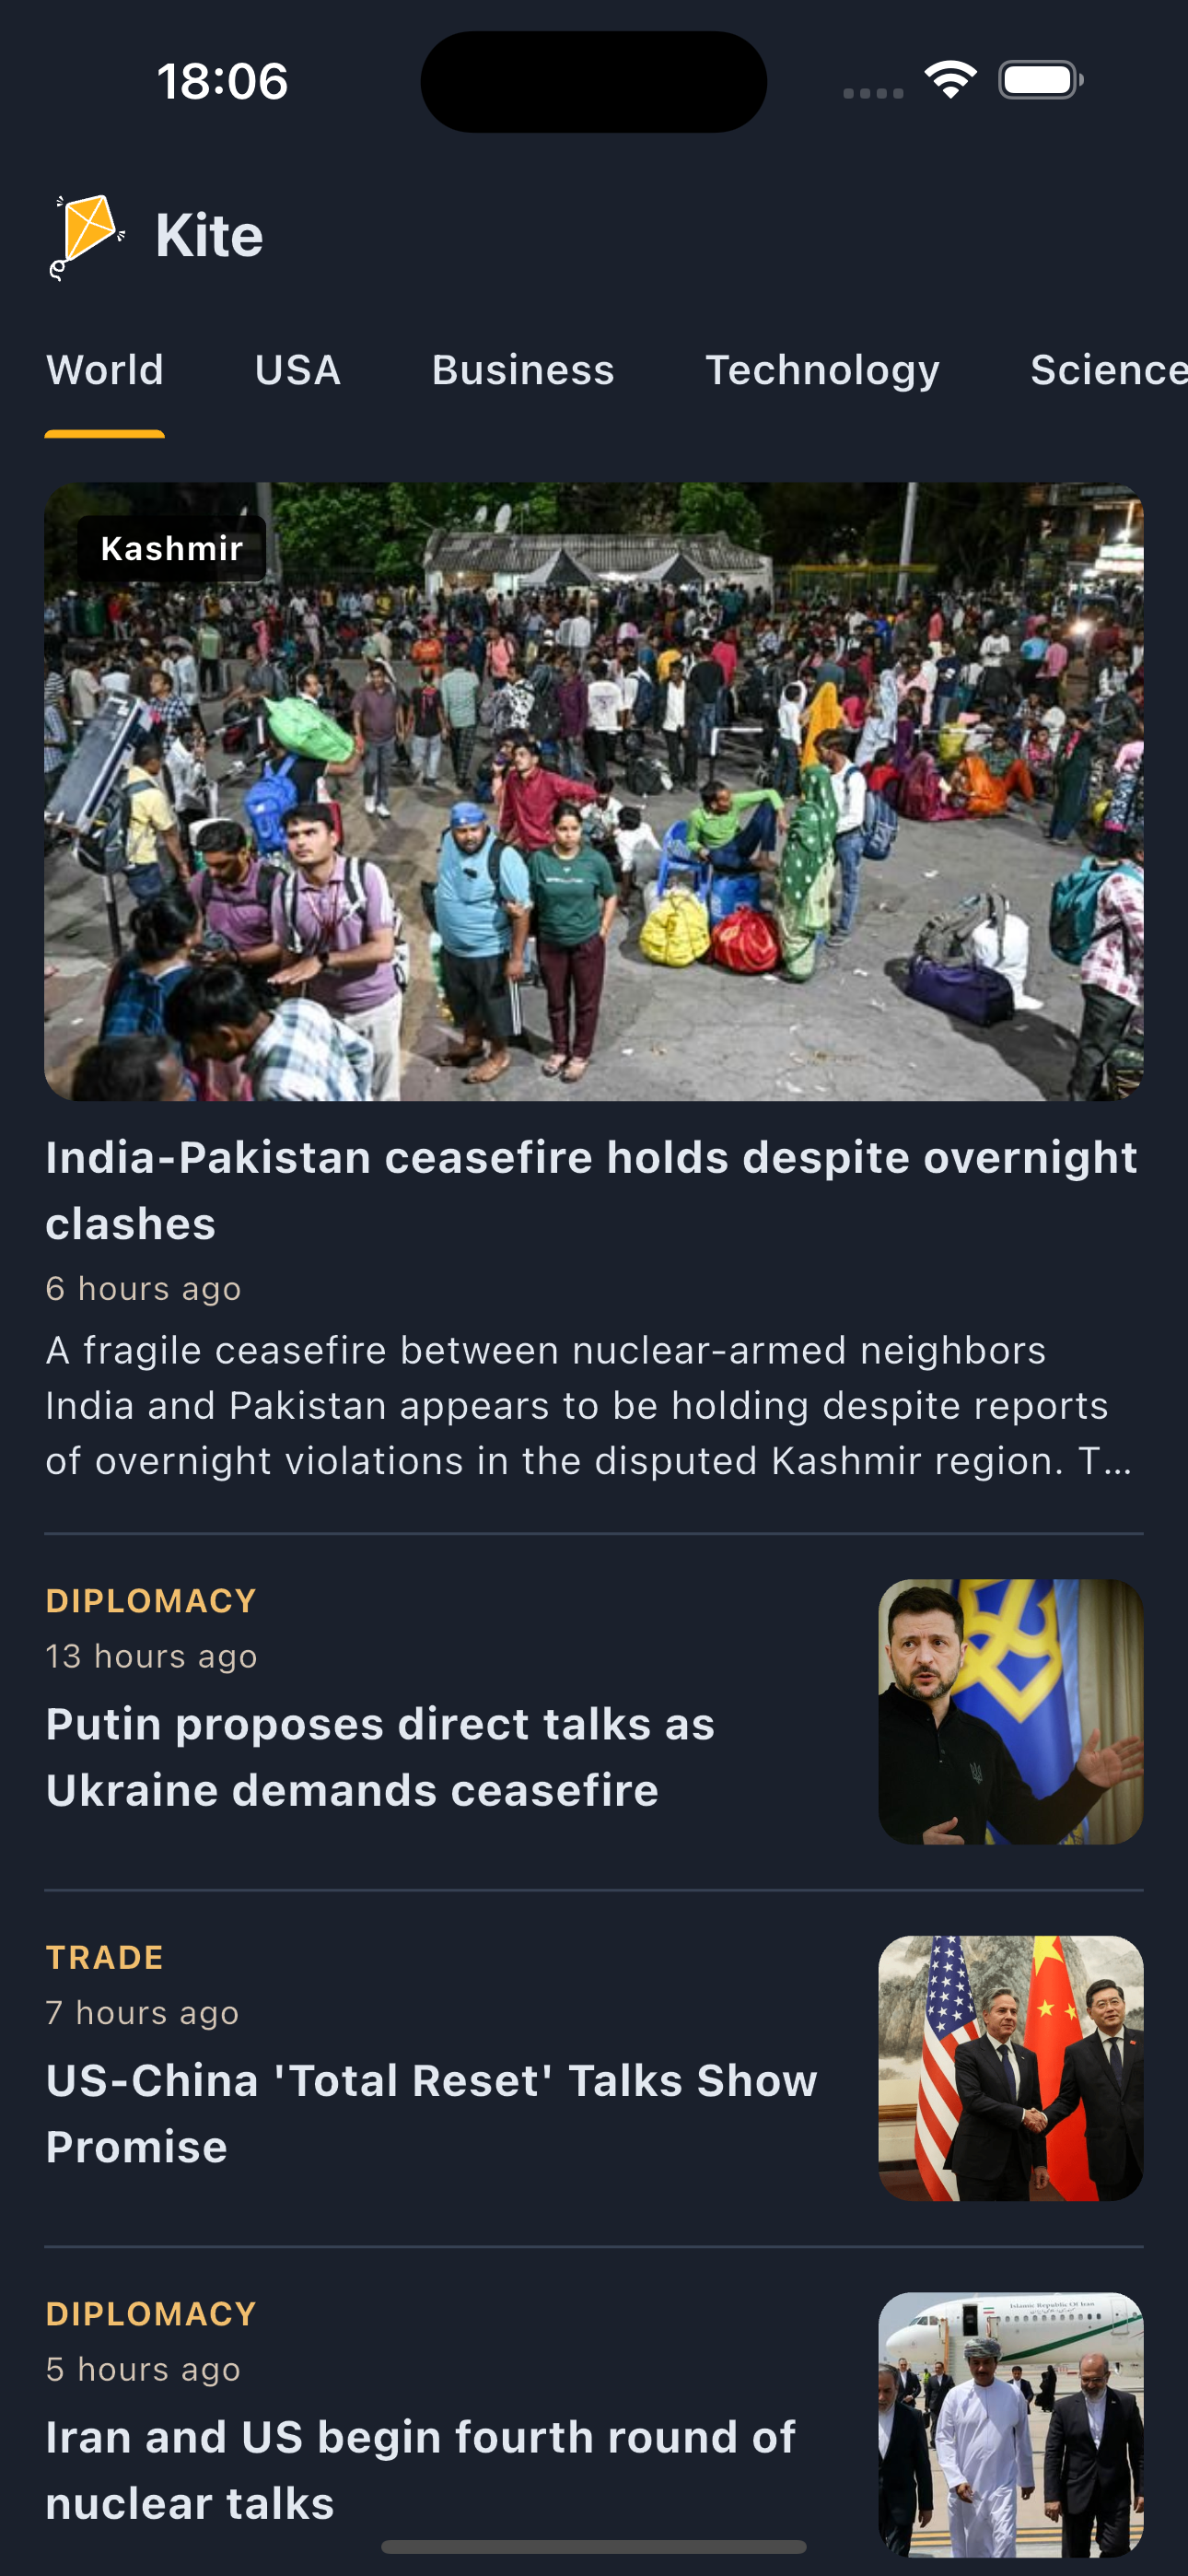 18:06
Kite
World USA Business Technology Science
Kashmir
India-Pakistan ceasefire holds despite overnight
clashes
6 hours ago
A fragile ceasefire between nuclear-armed neighbors
India and Pakistan appears to be holding despite reports
of overnight violations in the disputed Kashmir region. T...
DIPLOMACY
13 hours ago
Putin proposes direct talks as
Ukraine demands ceasefire
TRADE
7 hours ago
US-China 'Total Reset' Talks Show
Promise
DIPLOMACY
5 hours ago
Islamic Republic Of Iran
Iran and US begin fourth round of
nuclear talks